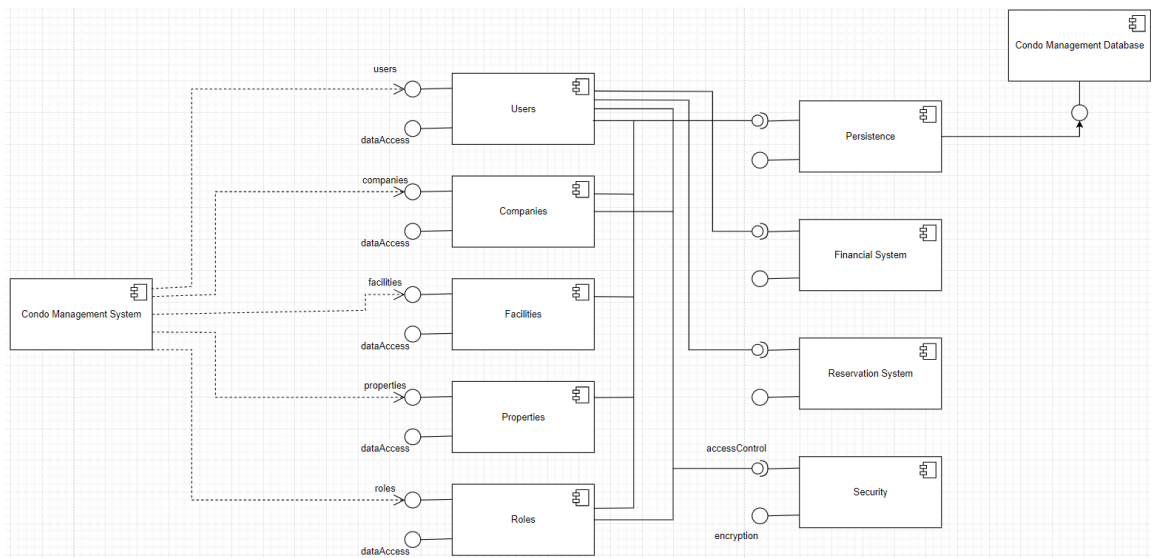 Condo Management Database
users
Users
dataAccess
Persistence
companies
Companies
dataAccess
Financial System
facilities
Condo Management System
Facilities
dataAccess
Reservation System
properties
Properties
dataAccess
accessControl
roles
Security
Roles
encryption
dataAccess